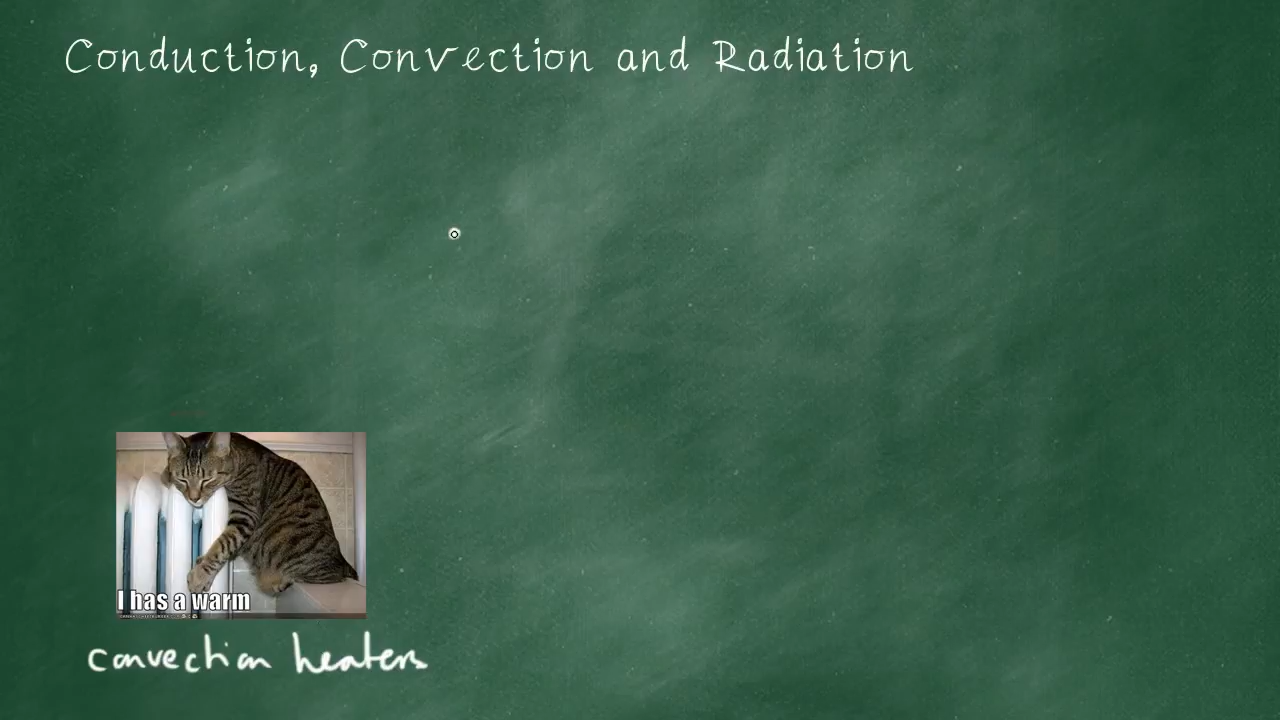 Conduction, Convection and Radiation
I has a warm
convection heaters